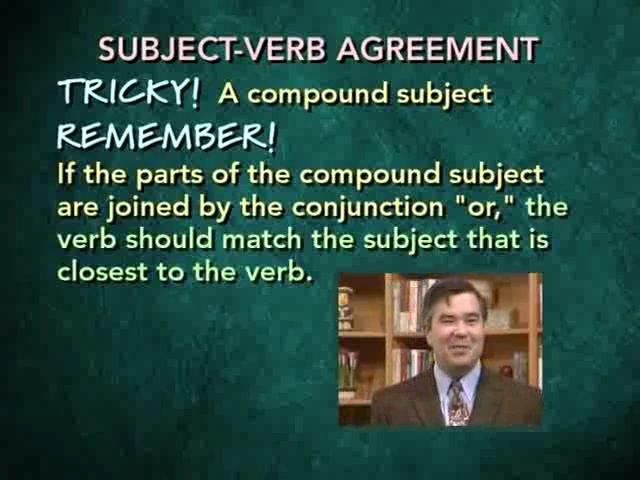 SUBJECT-VERB AGREEMENT
TRICKY! A compound subject
REMEMBER!
If the parts of the compound subject
are joined by the conjunction "or," the
verb should match the subject that is
closest to the verb.